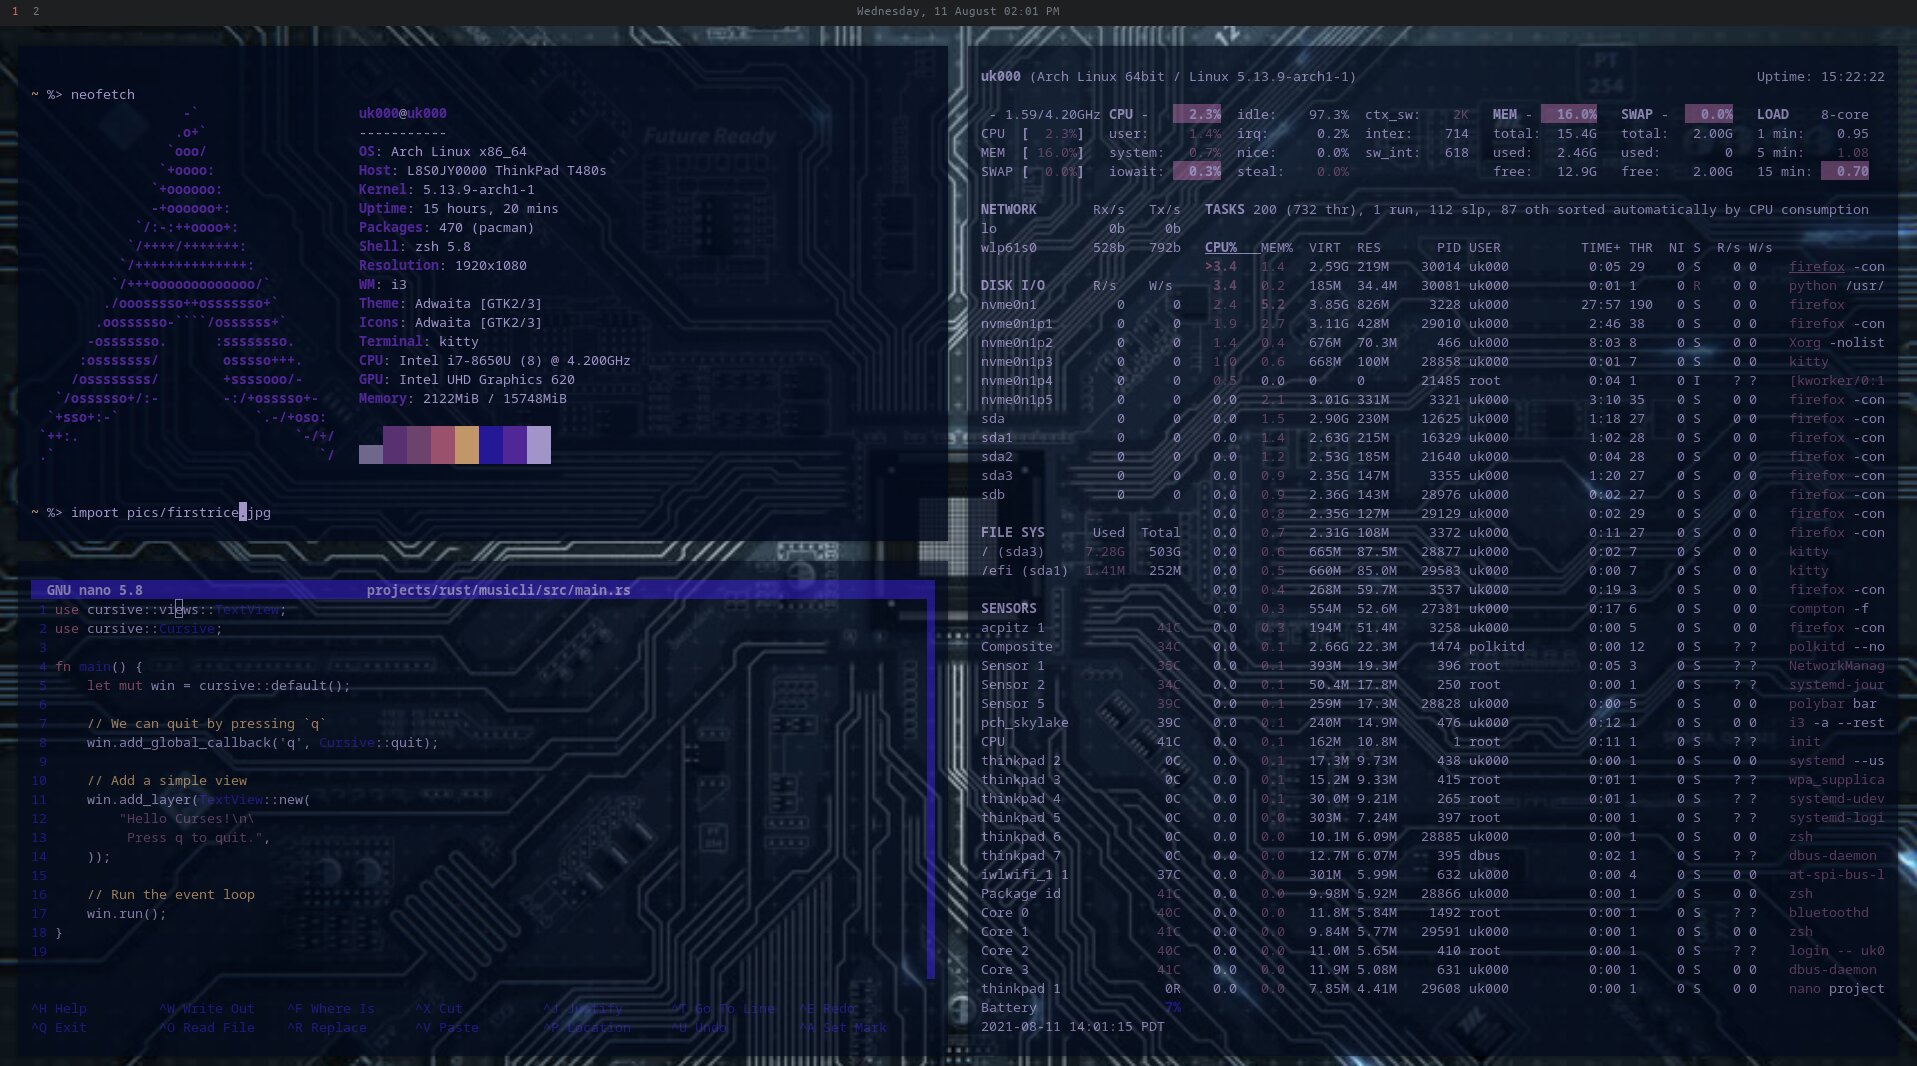 1 2
Wednesday, 11 August 02:01 PM
~ %> neofetch
uk000@uk000
-----------
OS: Arch Linux x86_64
Host: L8S0JY0000 ThinkPad T480s
Kernel: 5.13.9-arch1-1
Uptime: 15 hours, 20 mins
Packages: 470 (pacman)
Shell: zsh 5.8
Resolution: 1920x1080
WM: i3
Theme: Adwaita [GTK2/3]
Icons: Adwaita [GTK2/3]
Terminal: kitty
CPU: Intel i7-8650U (8) @ 4.200GHz
GPU: Intel UHD Graphics 620
Memory: 2122MiB / 15748MiB
~ %> import pics/firstrice.jpg
GNU nano 5.8 projects/rust/musicli/src/main.rs
1 use cursive::views::TextView;
2 use cursive::Cursive;
3
4 fn main() {
5 let mut win = cursive::default();
6
7 // We can quit by pressing `q`
8 win.add_global_callback('q', Cursive::quit);
9
10 // Add a simple view
11 win.add_layer(TextView::new(
12 "Hello Curses!\n\
13 Press q to quit.",
14 ));
15
16 // Run the event loop
17 win.run();
18 }
19
^H Help ^W Write Out ^F Where Is ^X Cut ^J Justify ^T Go To Line ^E Redo
^Q Exit ^O Read File ^R Replace ^V Paste ^P Location ^U Undo ^A Set Mark
uk000 (Arch Linux 64bit / Linux 5.13.9-arch1-1) Uptime: 15:22:22
- 1.59/4.20GHz CPU - 2.3% idle: 97.3% ctx_sw: 2K MEM - 16.0% SWAP - 0.0% LOAD 8-core
CPU [ 2.3%] user: 1.4% irq: 0.2% inter: 714 total: 15.4G total: 2.00G 1 min: 0.95
MEM [ 16.0%] system: 0.7% nice: 0.0% sw_int: 618 used: 2.46G used: 0 5 min: 1.08
SWAP [ 0.0%] iowait: 0.3% steal: 0.0% free: 12.9G free: 2.00G 15 min: 0.70
NETWORK Rx/s Tx/s
lo 0b 0b
wlp61s0 528b 792b
DISK I/O R/s W/s
nvme0n1 0 0
nvme0n1p1 0 0
nvme0n1p2 0 0
nvme0n1p3 0 0
nvme0n1p4 0 0
nvme0n1p5 0 0
sda 0 0
sda1 0 0
sda2 0 0
sda3 0 0
sdb 0 0
FILE SYS Used Total
/ (sda3) 7.28G 503G
/efi (sda1) 1.41M 252M
SENSORS
acpitz 1 41C
Composite 34C
Sensor 1 35C
Sensor 2 34C
Sensor 5 39C
pch_skylake 39C
CPU 41C
thinkpad 2 0C
thinkpad 3 0C
thinkpad 4 0C
thinkpad 5 0C
thinkpad 6 0C
thinkpad 7 0C
iwlwifi_1 1 37C
Package id 41C
Core 0 40C
Core 1 41C
Core 2 40C
Core 3 41C
thinkpad 1 0R
Battery 7%
2021-08-11 14:01:15 PDT
TASKS 200 (732 thr), 1 run, 112 slp, 87 oth sorted automatically by CPU consumption
CPU% MEM% VIRT RES PID USER TIME+ THR NI S R/s W/s
>3.4 1.4 2.59G 219M 30014 uk000 0:05 29 0 S 0 0 firefox -con
3.4 0.2 185M 34.4M 30081 uk000 0:01 1 0 R 0 0 python /usr/
2.4 5.2 3.85G 826M 3228 uk000 27:57 190 0 S 0 0 firefox
1.9 2.7 3.11G 428M 29010 uk000 2:46 38 0 S 0 0 firefox -con
1.4 0.4 676M 70.3M 466 uk000 8:03 8 0 S 0 0 Xorg -nolist
1.0 0.6 668M 100M 28858 uk000 0:01 7 0 S 0 0 kitty
0.5 0.0 0 0 21485 root 0:04 1 0 I ? ? [kworker/0:1
0.0 2.1 3.01G 331M 3321 uk000 3:10 35 0 S 0 0 firefox -con
0.0 1.5 2.90G 230M 12625 uk000 1:18 27 0 S 0 0 firefox -con
0.0 1.4 2.63G 215M 16329 uk000 1:02 28 0 S 0 0 firefox -con
0.0 1.2 2.53G 185M 21640 uk000 0:04 28 0 S 0 0 firefox -con
0.0 0.9 2.35G 147M 3355 uk000 1:20 27 0 S 0 0 firefox -con
0.0 0.9 2.36G 143M 28976 uk000 0:02 27 0 S 0 0 firefox -con
0.0 0.8 2.35G 127M 29129 uk000 0:02 29 0 S 0 0 firefox -con
0.0 0.7 2.31G 108M 3372 uk000 0:11 27 0 S 0 0 firefox -con
0.0 0.6 665M 87.5M 28877 uk000 0:02 7 0 S 0 0 kitty
0.0 0.5 660M 85.0M 29583 uk000 0:00 7 0 S 0 0 kitty
0.0 0.4 268M 59.7M 3537 uk000 0:19 3 0 S 0 0 firefox -con
0.0 0.3 554M 52.6M 27381 uk000 0:17 6 0 S 0 0 compton -f
0.0 0.3 194M 51.4M 3258 uk000 0:00 5 0 S 0 0 firefox -con
0.0 0.1 2.66G 22.3M 1474 polkitd 0:00 12 0 S ? ? polkitd --no
0.0 0.1 393M 19.3M 396 root 0:05 3 0 S ? ? NetworkManag
0.0 0.1 50.4M 17.8M 250 root 0:00 1 0 S ? ? systemd-jour
0.0 0.1 259M 17.3M 28828 uk000 0:00 5 0 S 0 0 polybar bar
0.0 0.1 240M 14.9M 476 uk000 0:12 1 0 S 0 0 i3 -a --rest
0.0 0.1 162M 10.8M 1 root 0:11 1 0 S ? ? init
0.0 0.1 17.3M 9.73M 438 uk000 0:00 1 0 S 0 0 systemd --us
0.0 0.1 15.2M 9.33M 415 root 0:01 1 0 S ? ? wpa_supplica
0.0 0.1 30.0M 9.21M 265 root 0:01 1 0 S ? ? systemd-udev
0.0 0.0 303M 7.24M 397 root 0:00 1 0 S ? ? systemd-logi
0.0 0.0 10.1M 6.09M 28885 uk000 0:00 1 0 S 0 0 zsh
0.0 0.0 12.7M 6.07M 395 dbus 0:02 1 0 S ? ? dbus-daemon
0.0 0.0 301M 5.99M 632 uk000 0:00 4 0 S 0 0 at-spi-bus-l
0.0 0.0 9.98M 5.92M 28866 uk000 0:00 1 0 S 0 0 zsh
0.0 0.0 11.8M 5.84M 1492 root 0:00 1 0 S ? ? bluetoothd
0.0 0.0 9.84M 5.77M 29591 uk000 0:00 1 0 S 0 0 zsh
0.0 0.0 11.0M 5.65M 410 root 0:00 1 0 S ? ? login -- uk0
0.0 0.0 11.9M 5.08M 631 uk000 0:00 1 0 S 0 0 dbus-daemon
0.0 0.0 7.85M 4.41M 29608 uk000 0:00 1 0 S 0 0 nano project
Future Ready
PT
254